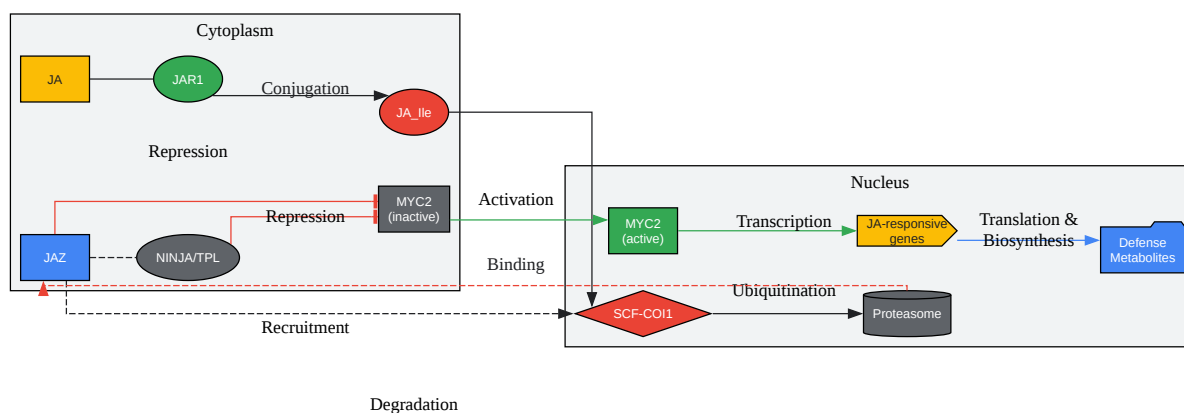 Cytoplasm
JA
JAR1
Conjugation
JA_Ile
Repression
Nucleus
MYC2
(inactive)
Activation
Repression
MYC2
(active)
Transcription
JA-responsive
genes
Translation &
Biosynthesis
Defense
Metabolites
JAZ
NINJA/TPL
Binding
Ubiquitination
SCF-COI1
Proteasome
Recruitment
Degradation